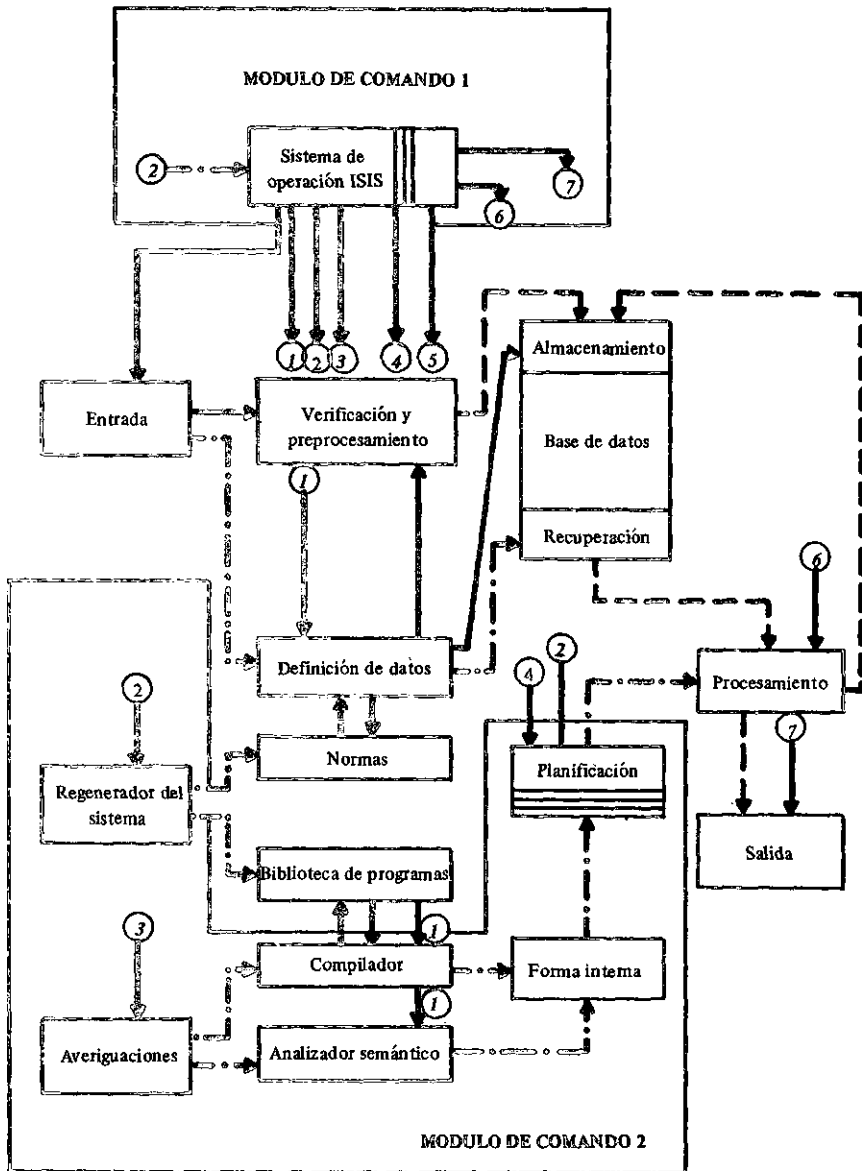 MODULO DE COMANDO 1
2
Sistema de
operación ISIS
7
6
1
2
3
4
5
Entrada
Verificación y
preprocesamiento
1
Almacenamiento
Base de datos
Recuperación
6
Definición de datos
2
4
2
Procesamiento
7
Normas
Regenerador del
sistema
Planificación
Salida
Biblioteca de programas
3
1
Compilador
Forma interna
1
Averiguaciones
Analizador semántico
MODULO DE COMANDO 2